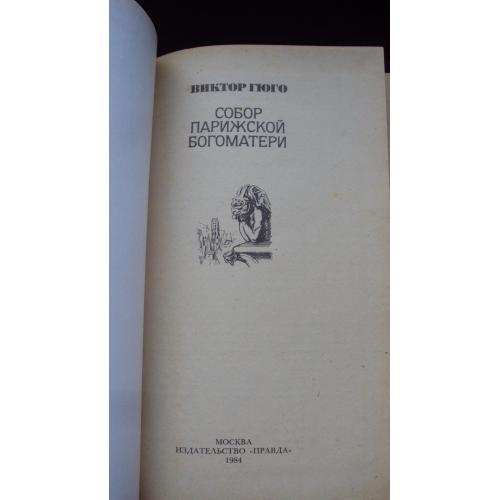 ВИКТОР ГЮГО
СОБОР
ПАРИЖСКОЙ
БОГОМАТЕРИ
МОСКВА
ИЗДАТЕЛЬСТВО «ПРАВДА»
1984